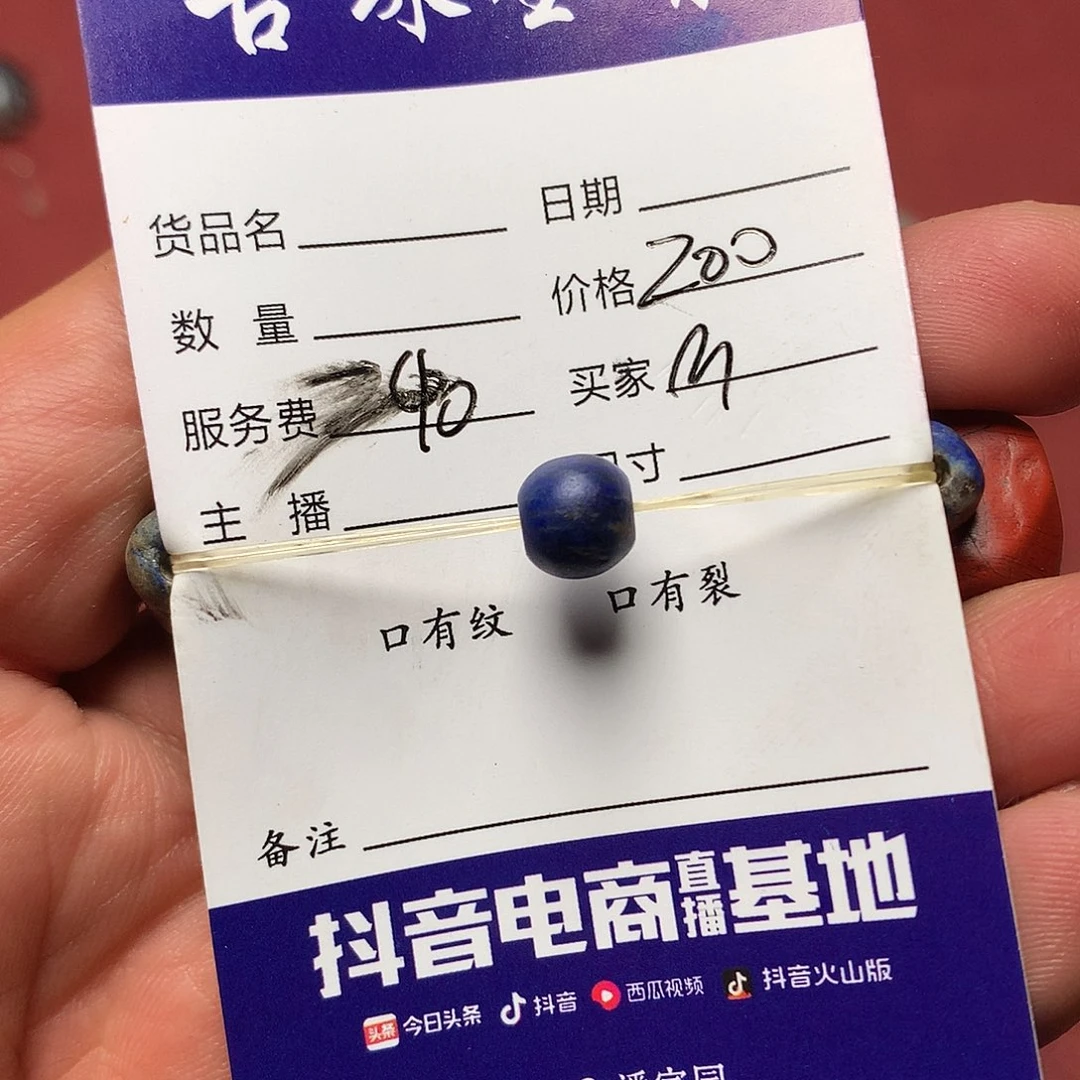 货品名
日期
数 量
价格 200
服务费 40
买家 M
主 播
寸
口有纹
口有裂
备注
抖音电商直播基地
今日头条 抖音 西瓜视频 抖音火山版